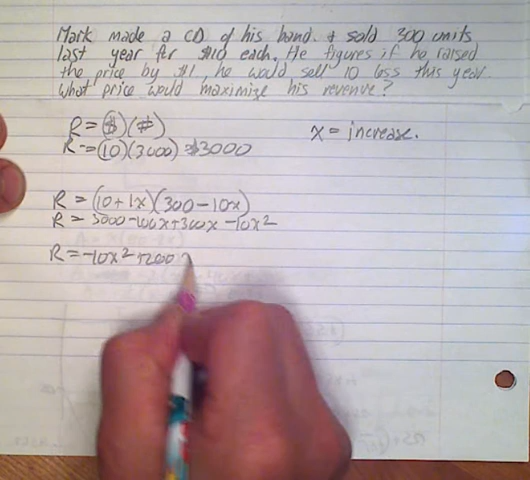 Mark made a CD of his band & sold 300 units
last year for $10 each. He figures if he raised
the price by $1, he would sell 10 less this year.
What price would maximize his revenue?
R = ($)(#)
x = increase.
R = (10)(3000) = $3000
R = (10+1x)(300-10x)
R = 3000-100x+300x-10x²
R = -10x²+200